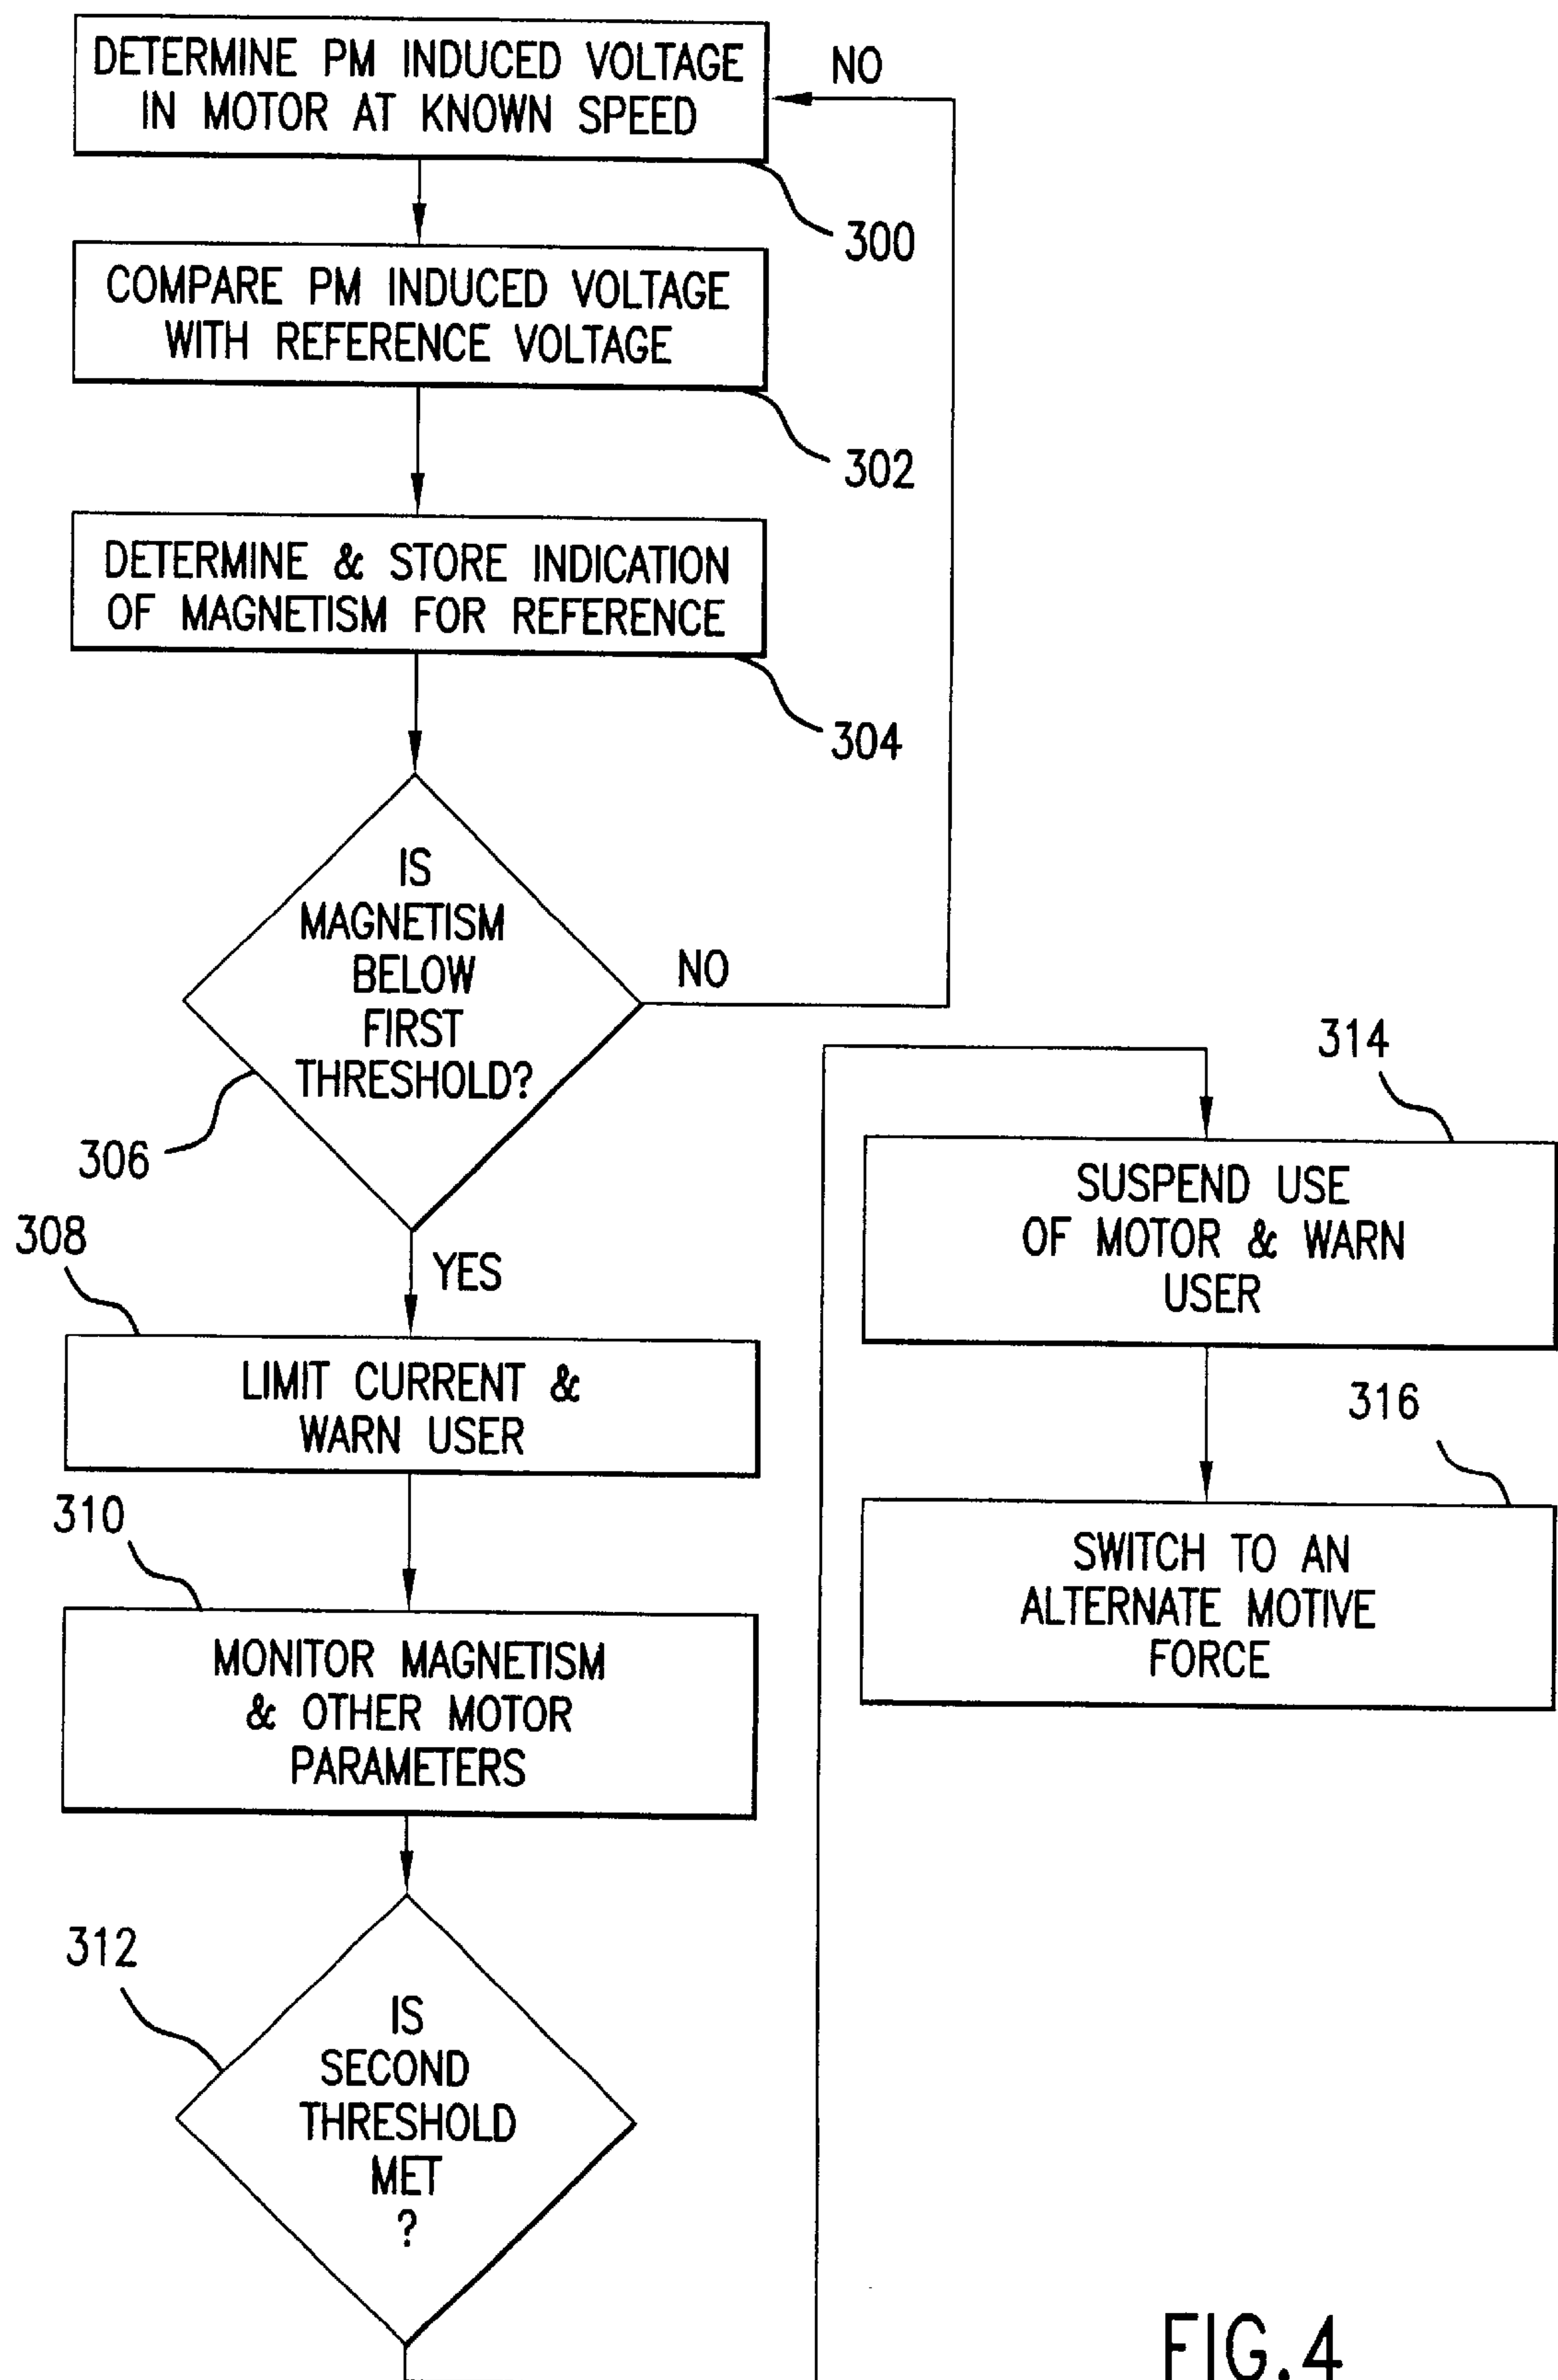 DETERMINE PM INDUCED VOLTAGE
IN MOTOR AT KNOWN SPEED
NO
300
COMPARE PM INDUCED VOLTAGE
WITH REFERENCE VOLTAGE
302
DETERMINE & STORE INDICATION
OF MAGNETISM FOR REFERENCE
304
IS
MAGNETISM
BELOW
FIRST
THRESHOLD?
NO
306
YES
308
LIMIT CURRENT &
WARN USER
310
MONITOR MAGNETISM
& OTHER MOTOR
PARAMETERS
312
IS
SECOND
THRESHOLD
MET
?
314
SUSPEND USE
OF MOTOR & WARN
USER
316
SWITCH TO AN
ALTERNATE MOTIVE
FORCE
FIG.4